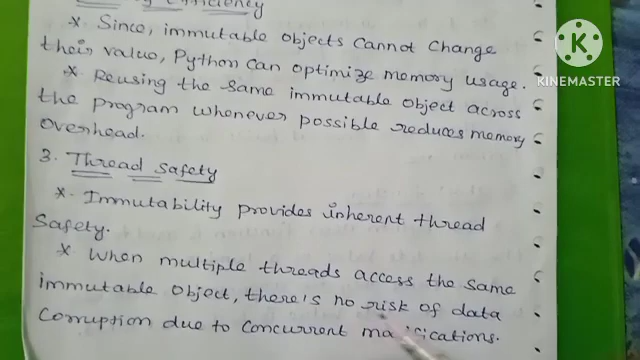 Efficiency
* Since, immutable objects cannot change
their value, Python can optimize memory usage.
* Reusing the same immutable object across
the program whenever possible reduces memory
overhead.
3. Thread Safety
* Immutability provides inherent thread
Safety.
* When multiple threads access the same
immutable object, there's no risk of data
Corruption due to concurrent
KINEMASTER